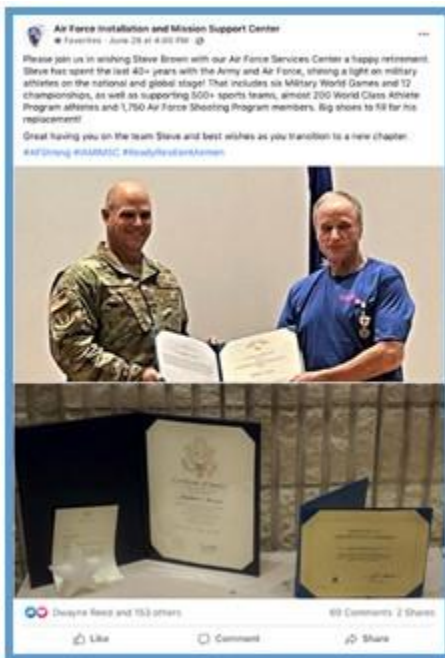 Air Force Installation and Mission Support Center
Favorites · June 28 at 4:00 PM ·
Please join us in wishing Steve Brown with our Air Force Services Center a happy retirement.
Steve has spent the last 40+ years with the Army and Air Force, shining a light on military
athletes on the national and global stage! That includes six Military World Games and 12
championships, as well as supporting 500+ sports teams, almost 200 World Class Athlete
Program athletes and 1,750 Air Force Shooting Program members. Big shoes to fill for his
replacement!
Great having you on the team Steve and best wishes as you transition to a new chapter.
#AFStrong #IAMIMSC #ReadyResilientAirmen
Dwayne Reed and 153 others
69 Comments 2 Shares
Like
Comment
Share